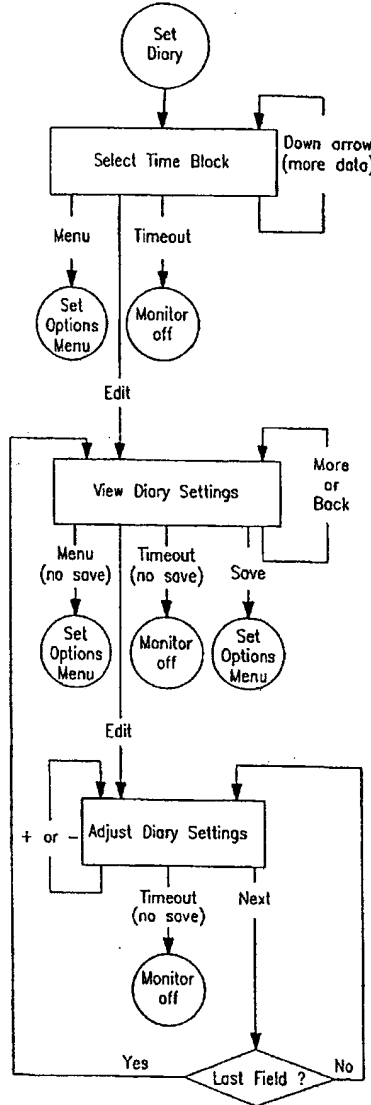 Set
Diary
Select Time Block
Down arrow
(more data)
Menu
Timeout
Set
Options
Menu
Monitor
off
Edit
View Diary Settings
More
or
Back
Menu
(no save)
Timeout
(no save)
Save
Set
Options
Menu
Monitor
off
Set
Options
Menu
Edit
+ or -
Adjust Diary Settings
Timeout
(no save)
Next
Monitor
off
Yes
Last Field ?
No